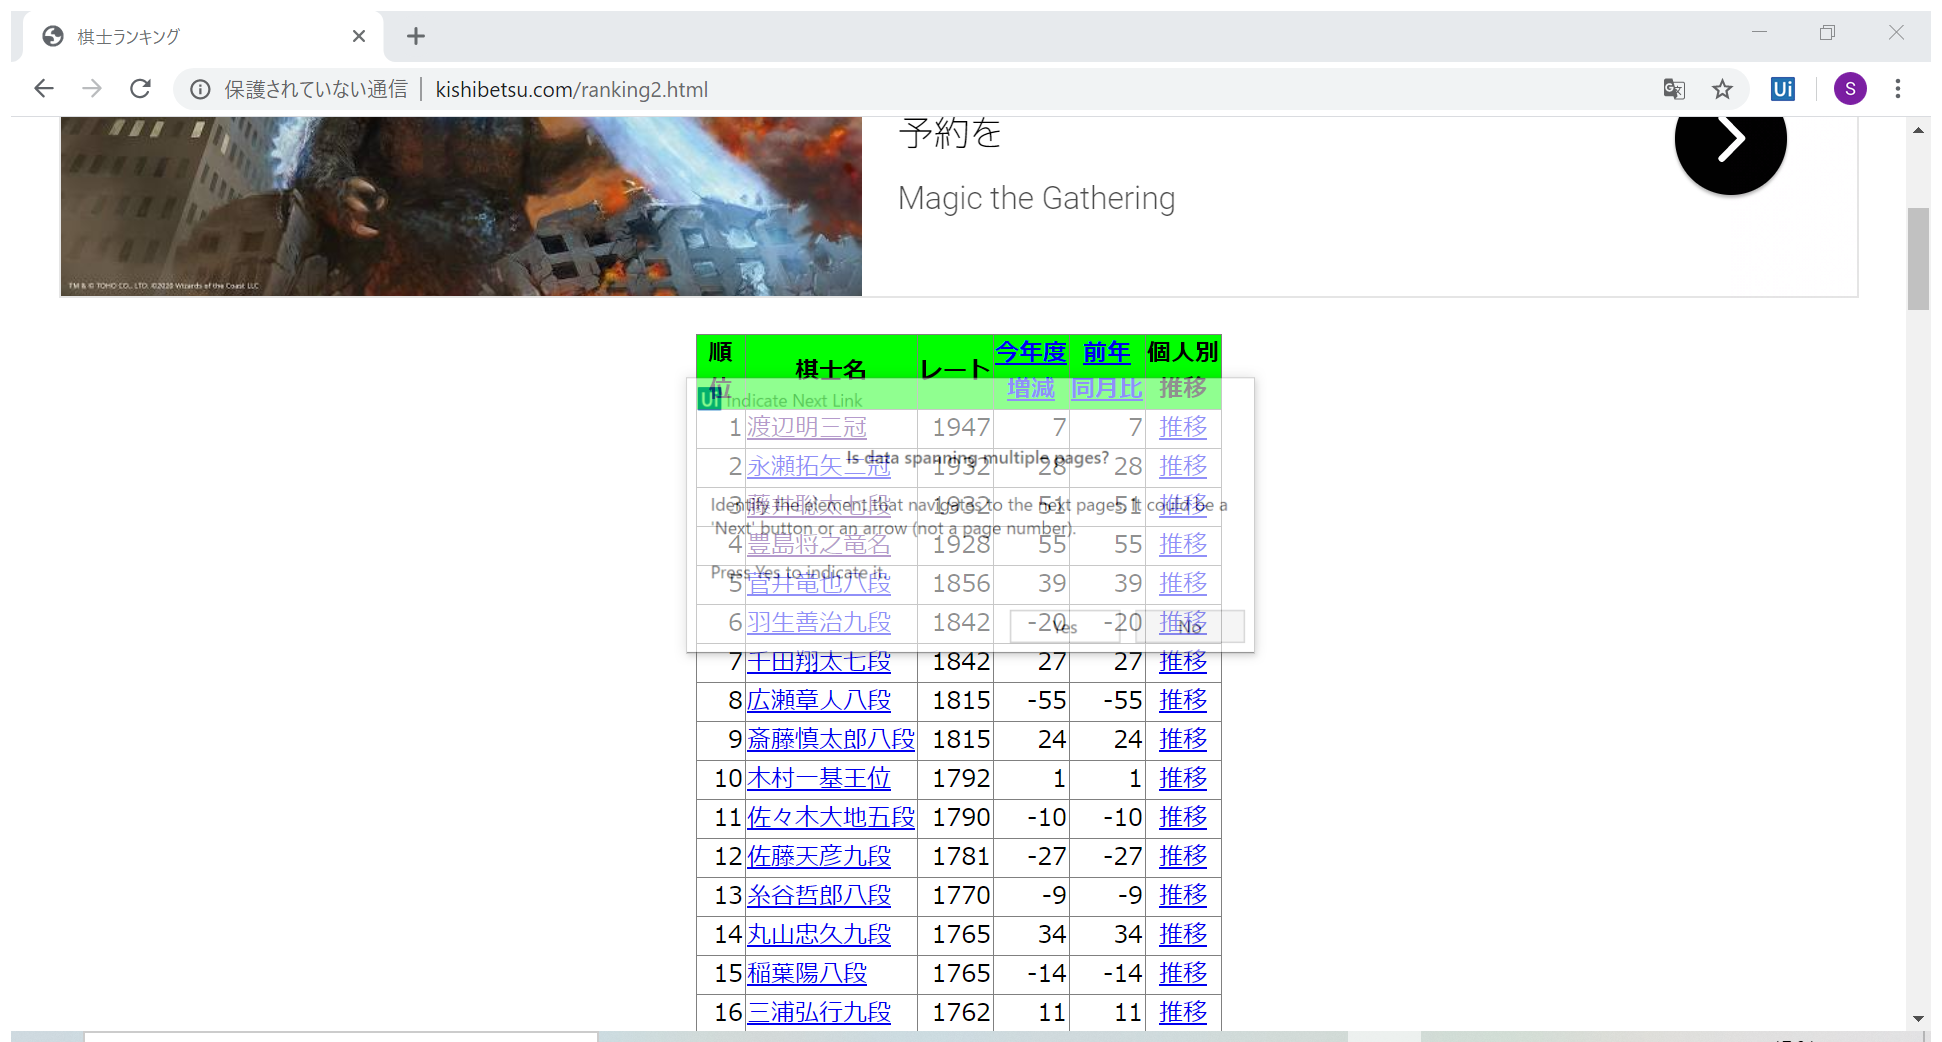 棋士ランキング
保護されていない通信 | kishibetsu.com/ranking2.html
Ui
S
予約を
Magic the Gathering
TM & © TOHO CO., LTD. ©2020 Wizards of the Coast LLC
順位 棋士名 レート 今年度増減 前年同月比 個人別推移
Ui Indicate Next Link
Is data spanning multiple pages?
Identify the element that navigates to the next pages. It could be a
'Next' button or an arrow (not a page number).
Press Yes to indicate it.
Yes No
1 渡辺明三冠 1947 7 7 推移
2 永瀬拓矢二冠 1932 28 28 推移
3 藤井聡太七段 1932 51 51 推移
4 豊島将之竜名 1928 55 55 推移
5 菅井竜也八段 1856 39 39 推移
6 羽生善治九段 1842 -20 -20 推移
7 千田翔太七段 1842 27 27 推移
8 広瀬章人八段 1815 -55 -55 推移
9 斎藤慎太郎八段 1815 24 24 推移
10 木村一基王位 1792 1 1 推移
11 佐々木大地五段 1790 -10 -10 推移
12 佐藤天彦九段 1781 -27 -27 推移
13 糸谷哲郎八段 1770 -9 -9 推移
14 丸山忠久九段 1765 34 34 推移
15 稲葉陽八段 1765 -14 -14 推移
16 三浦弘行九段 1762 11 11 推移